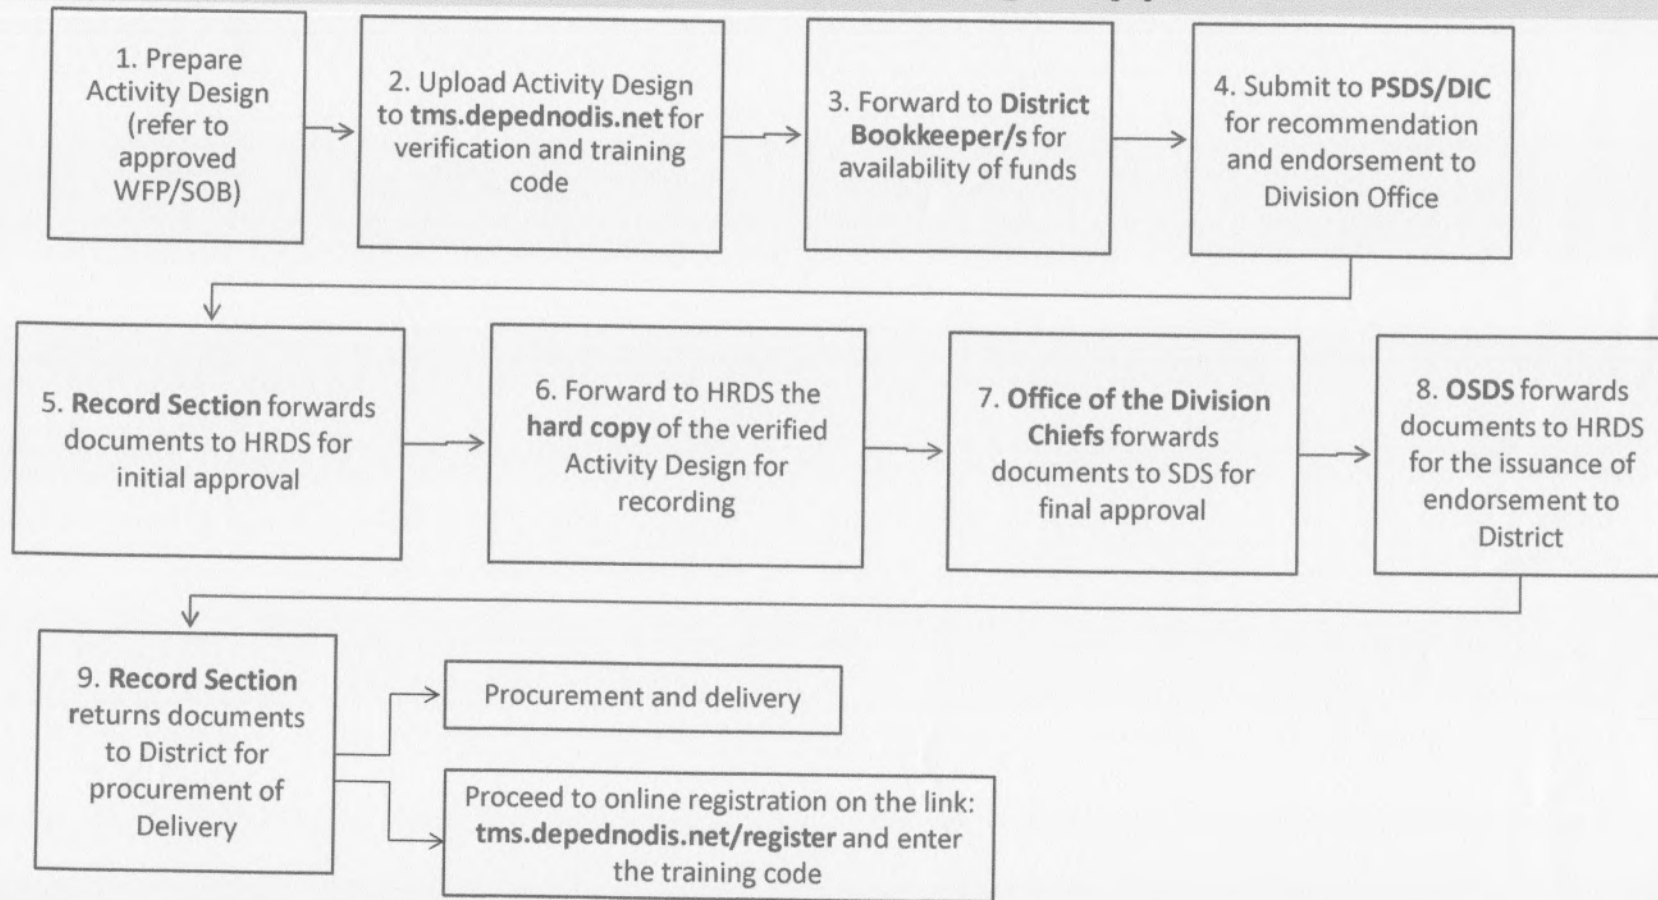 1. Prepare
Activity Design
(refer to
approved
WFP/SOB)
2. Upload Activity Design
to tms.depednodis.net for
verification and training
code
3. Forward to District
Bookkeeper/s for
availability of funds
4. Submit to PSDS/DIC
for recommendation
and endorsement to
Division Office
5. Record Section forwards
documents to HRDS for
initial approval
6. Forward to HRDS the
hard copy of the verified
Activity Design for
recording
7. Office of the Division
Chiefs forwards
documents to SDS for
final approval
8. OSDS forwards
documents to HRDS
for the issuance of
endorsement to
District
9. Record Section
returns documents
to District for
procurement of
Delivery
Procurement and delivery
Proceed to online registration on the link:
tms.depednodis.net/register and enter
the training code